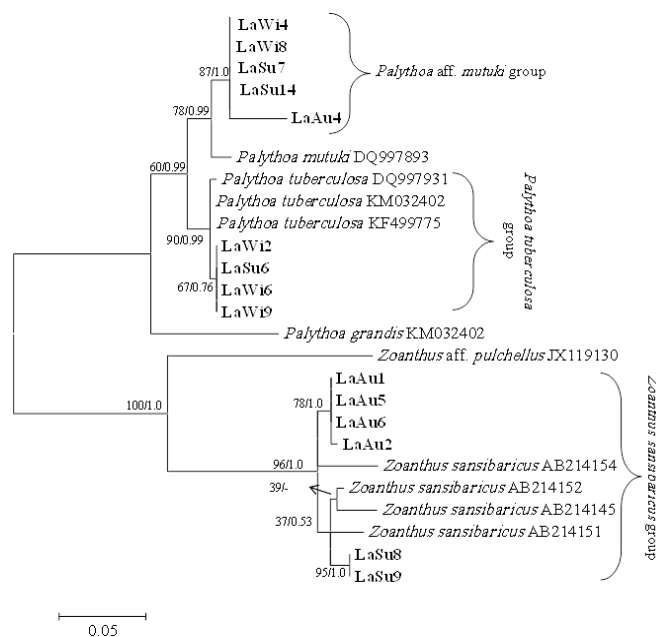 LaWi4
LaWi8
87/1.0
LaSu7
Palythoa aff. mutuki group
LaSu14
78/0.99
LaAu4
Palythoa mutuki DQ997893
60/0.99
Palythoa tuberculosa DQ997931
Palythoa tuberculosa KM032402
Palythoa tuberculosa KF499775
90/0.99
LaWi2
LaSu6
67/0.76
LaWi6
LaWi9
Palythoa tuberculosa
group
Palythoa grandis KM032402
Zoanthus aff. pulchellus JX119130
LaAu1
100/1.0
78/1.0
LaAu5
LaAu6
LaAu2
96/1.0
Zoanthus sansibaricus AB214154
39/-
Zoanthus sansibaricus AB214152
Zoanthus sansibaricus AB214145
37/0.53
Zoanthus sansibaricus AB214151
LaSu8
95/1.0
LaSu9
Zoanthus sansibaricus group
0.05